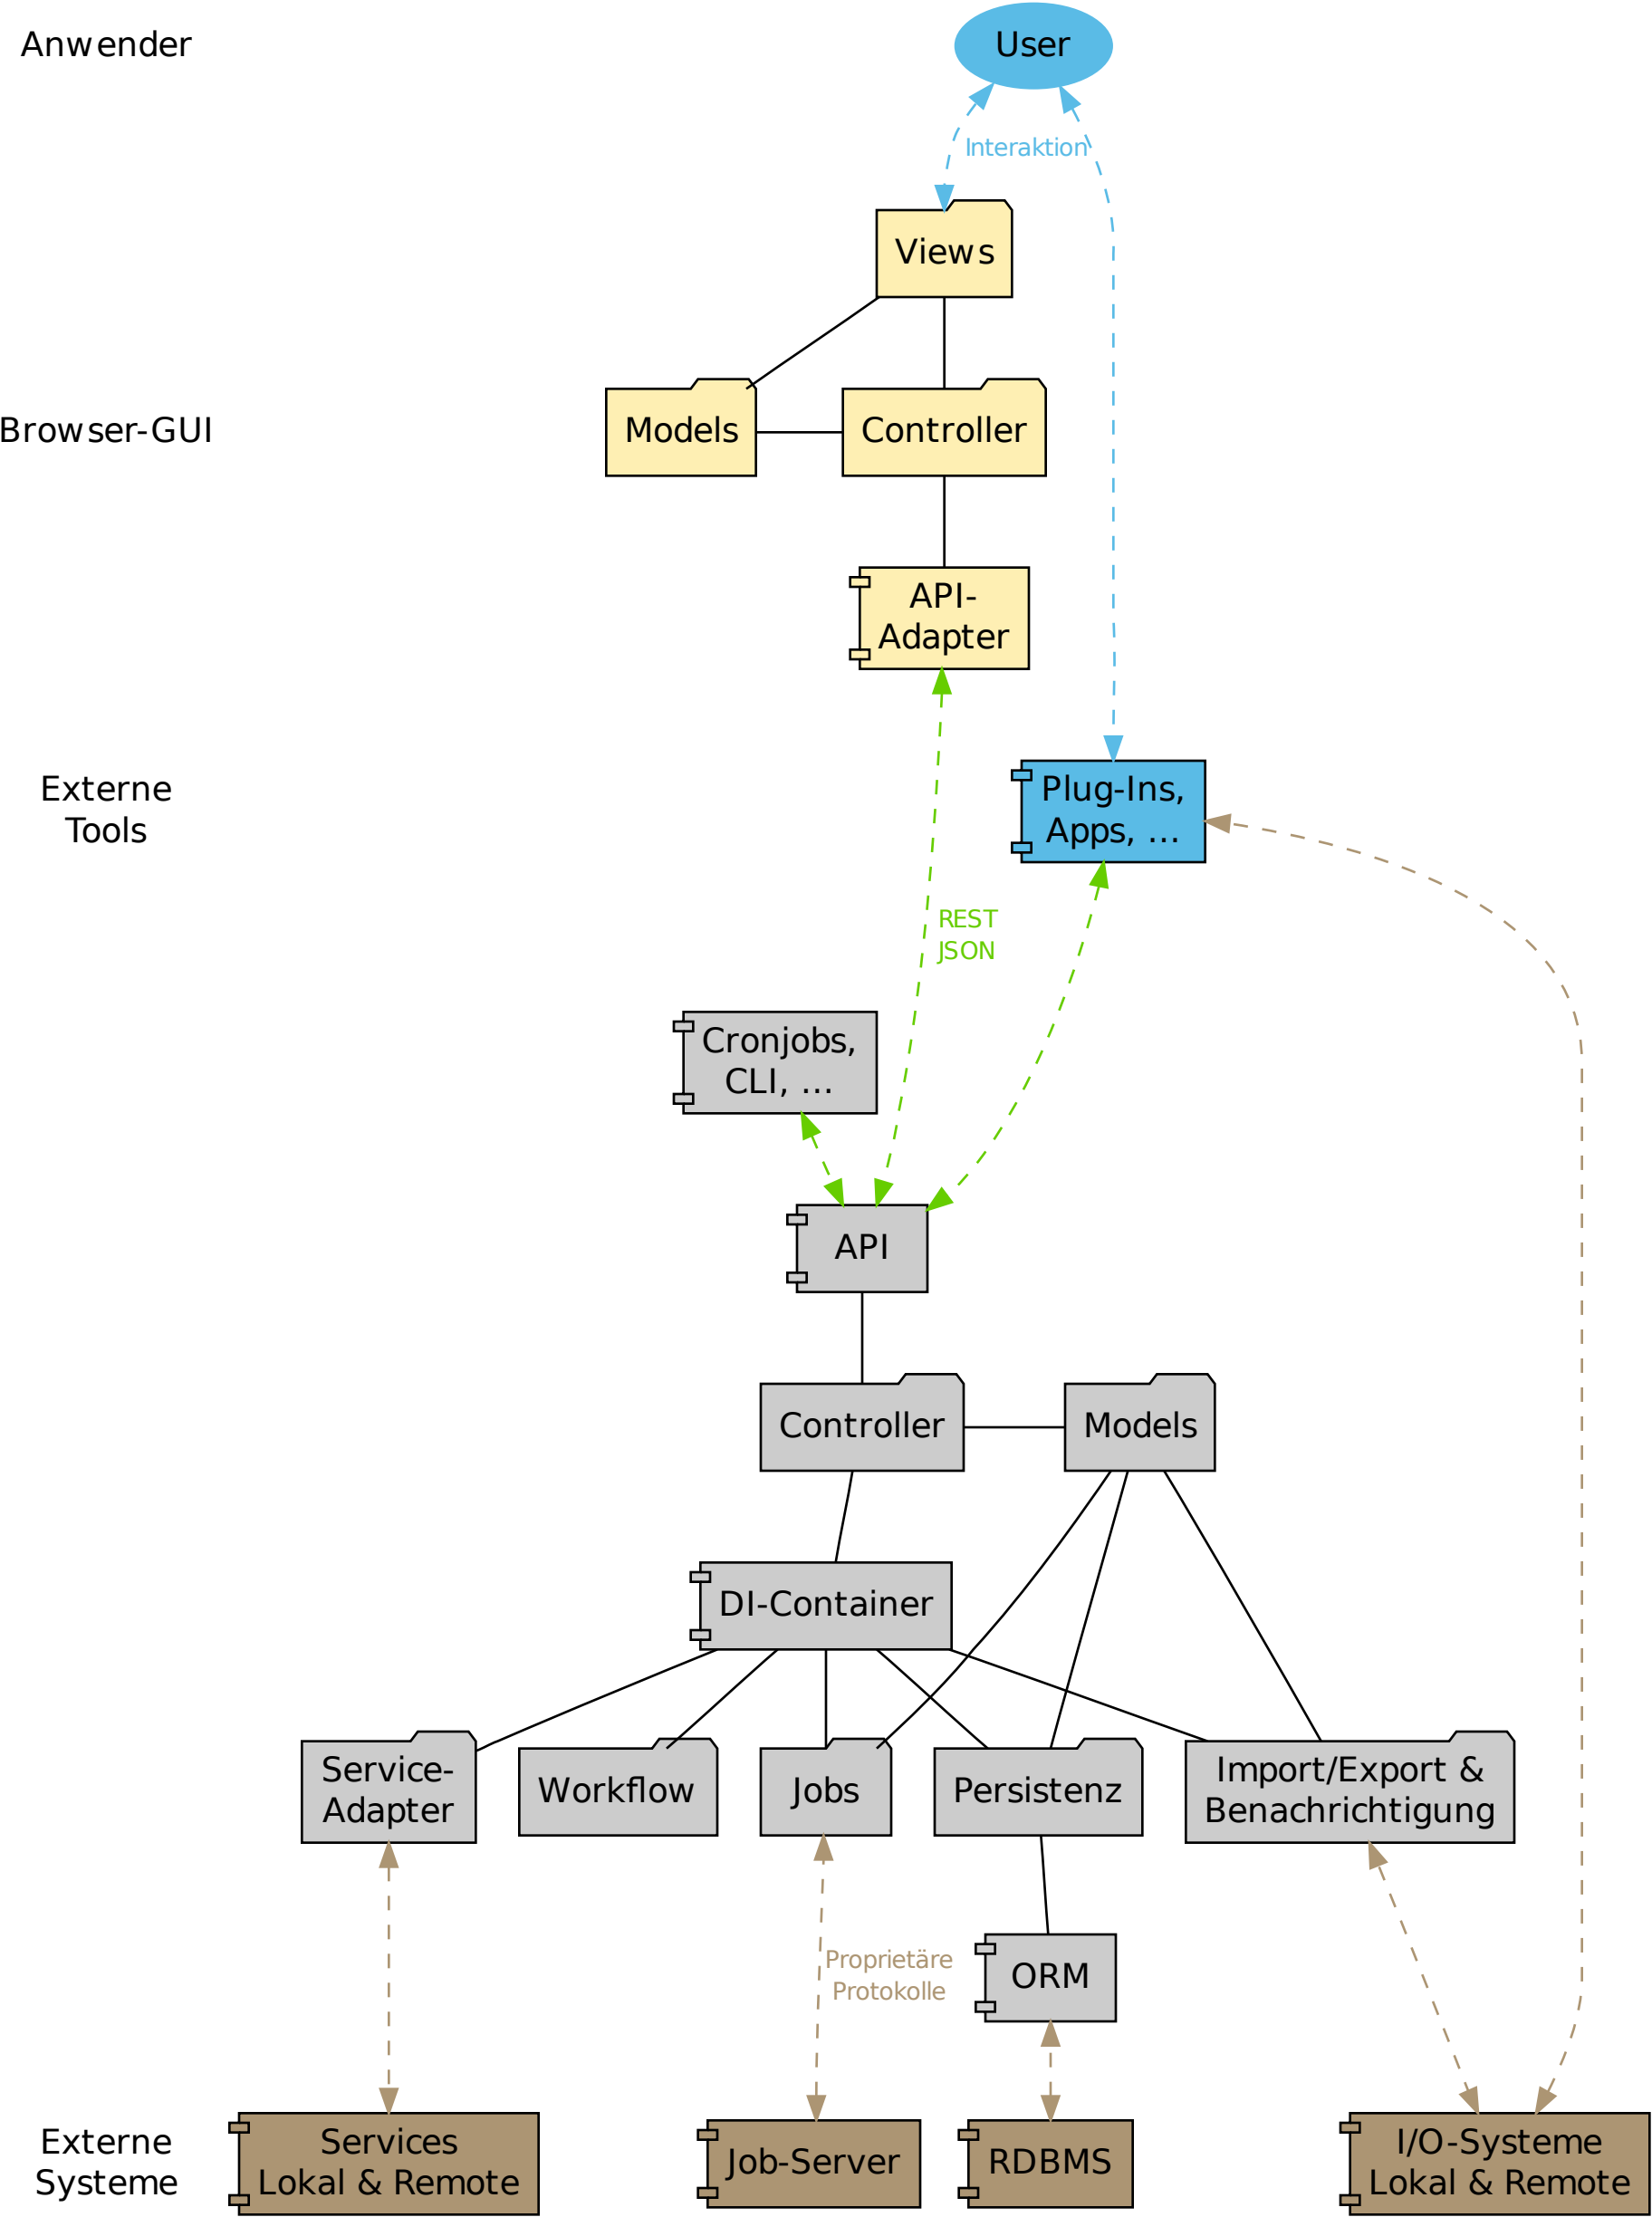 Anwender
User
Interaktion
Views
Browser-GUI
Models
Controller
API-
Adapter
Externe
Tools
Plug-Ins,
Apps, ...
REST
JSON
Cronjobs,
CLI, ...
API
Controller
Models
DI-Container
Service-
Adapter
Workflow
Jobs
Persistenz
Import/Export &
Benachrichtigung
Proprietäre
Protokolle
ORM
Externe
Systeme
Services
Lokal & Remote
Job-Server
RDBMS
I/O-Systeme
Lokal & Remote